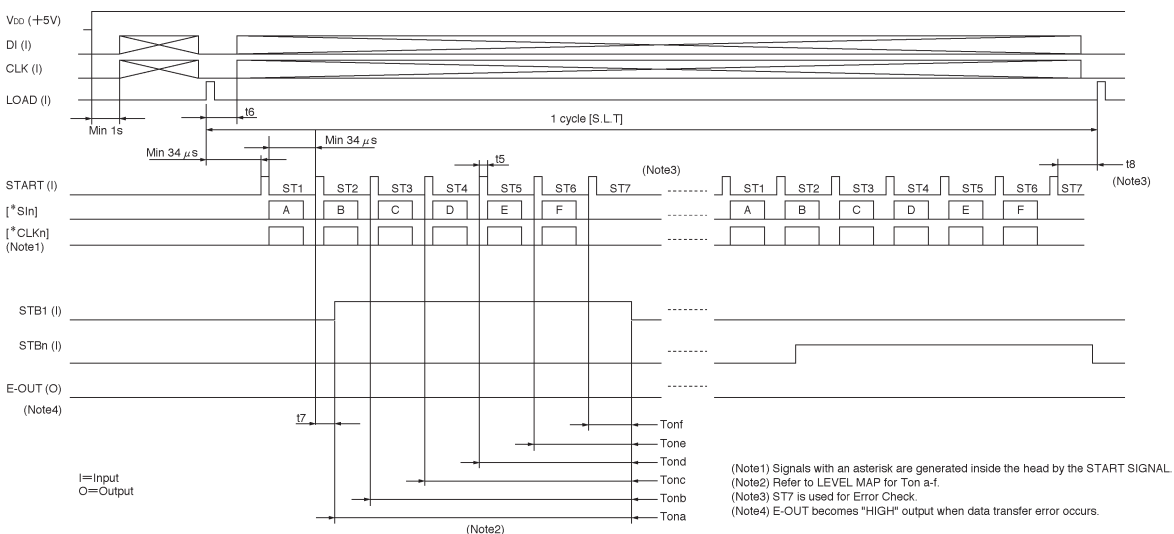 VDD (+5V)
DI (I)
CLK (I)
LOAD (I)
t6
Min 1s
1 cycle [S.L.T]
Min 34 μs
Min 34 μs
t5
(Note3)
t8
(Note3)
START (I)
ST1 ST2 ST3 ST4 ST5 ST6 ST7 ST1 ST2 ST3 ST4 ST5 ST6 ST7
[*SIn]
A B C D E F A B C D E F
[*CLKn]
(Note1)
STB1 (I)
STBn (I)
E-OUT (O)
(Note4)
t7
Tonf
Tone
Tond
Tonc
Tonb
Tona
(Note2)
I=Input
O=Output
(Note1) Signals with an asterisk are generated inside the head by the START SIGNAL.
(Note2) Refer to LEVEL MAP for Ton a-f.
(Note3) ST7 is used for Error Check.
(Note4) E-OUT becomes "HIGH" output when data transfer error occurs.